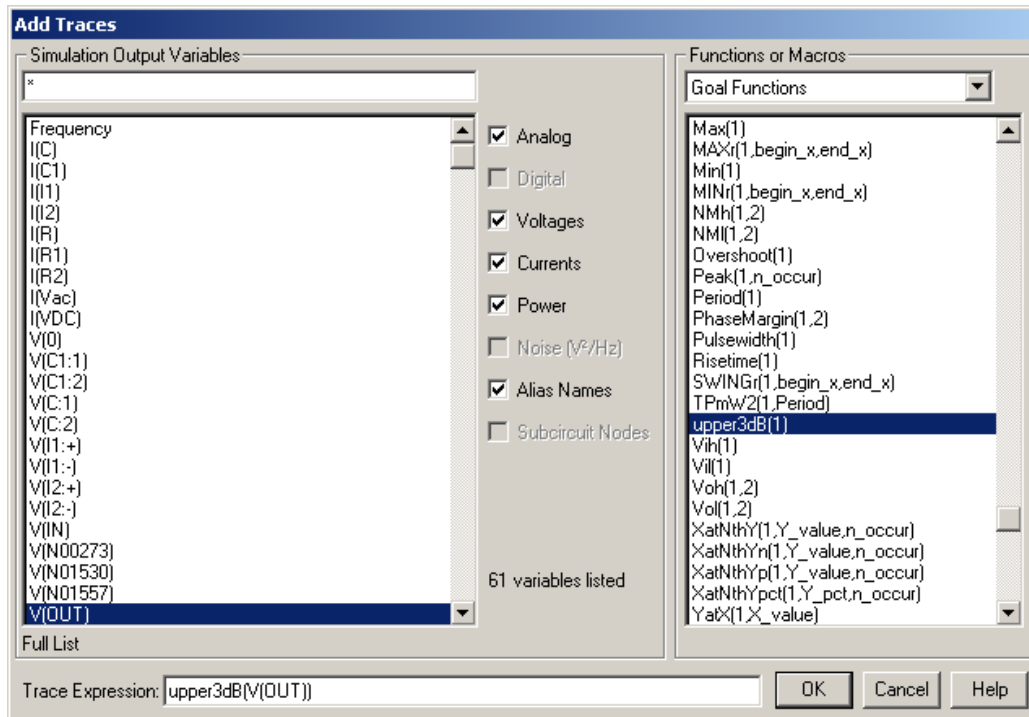 Add Traces
Simulation Output Variables
*
Frequency
I(C)
I(C1)
I(I1)
I(I2)
I(R)
I(R1)
I(R2)
I(Vac)
I(VDC)
V(0)
V(C1:1)
V(C1:2)
V(C:1)
V(C:2)
V(I1:+)
V(I1:-)
V(I2:+)
V(I2:-)
V(IN)
V(N00273)
V(N01530)
V(N01557)
V(OUT)
Full List
Analog
Digital
Voltages
Currents
Power
Noise (V²/Hz)
Alias Names
Subcircuit Nodes
61 variables listed
Functions or Macros
Goal Functions
Max(1)
MAXr(1,begin_x,end_x)
Min(1)
MINr(1,begin_x,end_x)
NMh(1,2)
NMl(1,2)
Overshoot(1)
Peak(1,n_occur)
Period(1)
PhaseMargin(1,2)
Pulsewidth(1)
Risetime(1)
SWINGr(1,begin_x,end_x)
TPmW2(1,Period)
upper3dB(1)
Vih(1)
Vil(1)
Voh(1,2)
Vol(1,2)
XatNthY(1,Y_value,n_occur)
XatNthYn(1,Y_value,n_occur)
XatNthYp(1,Y_value,n_occur)
XatNthYpct(1,Y_pct,n_occur)
YatX(1,X_value)
Trace Expression: upper3dB(V(OUT))
OK
Cancel
Help